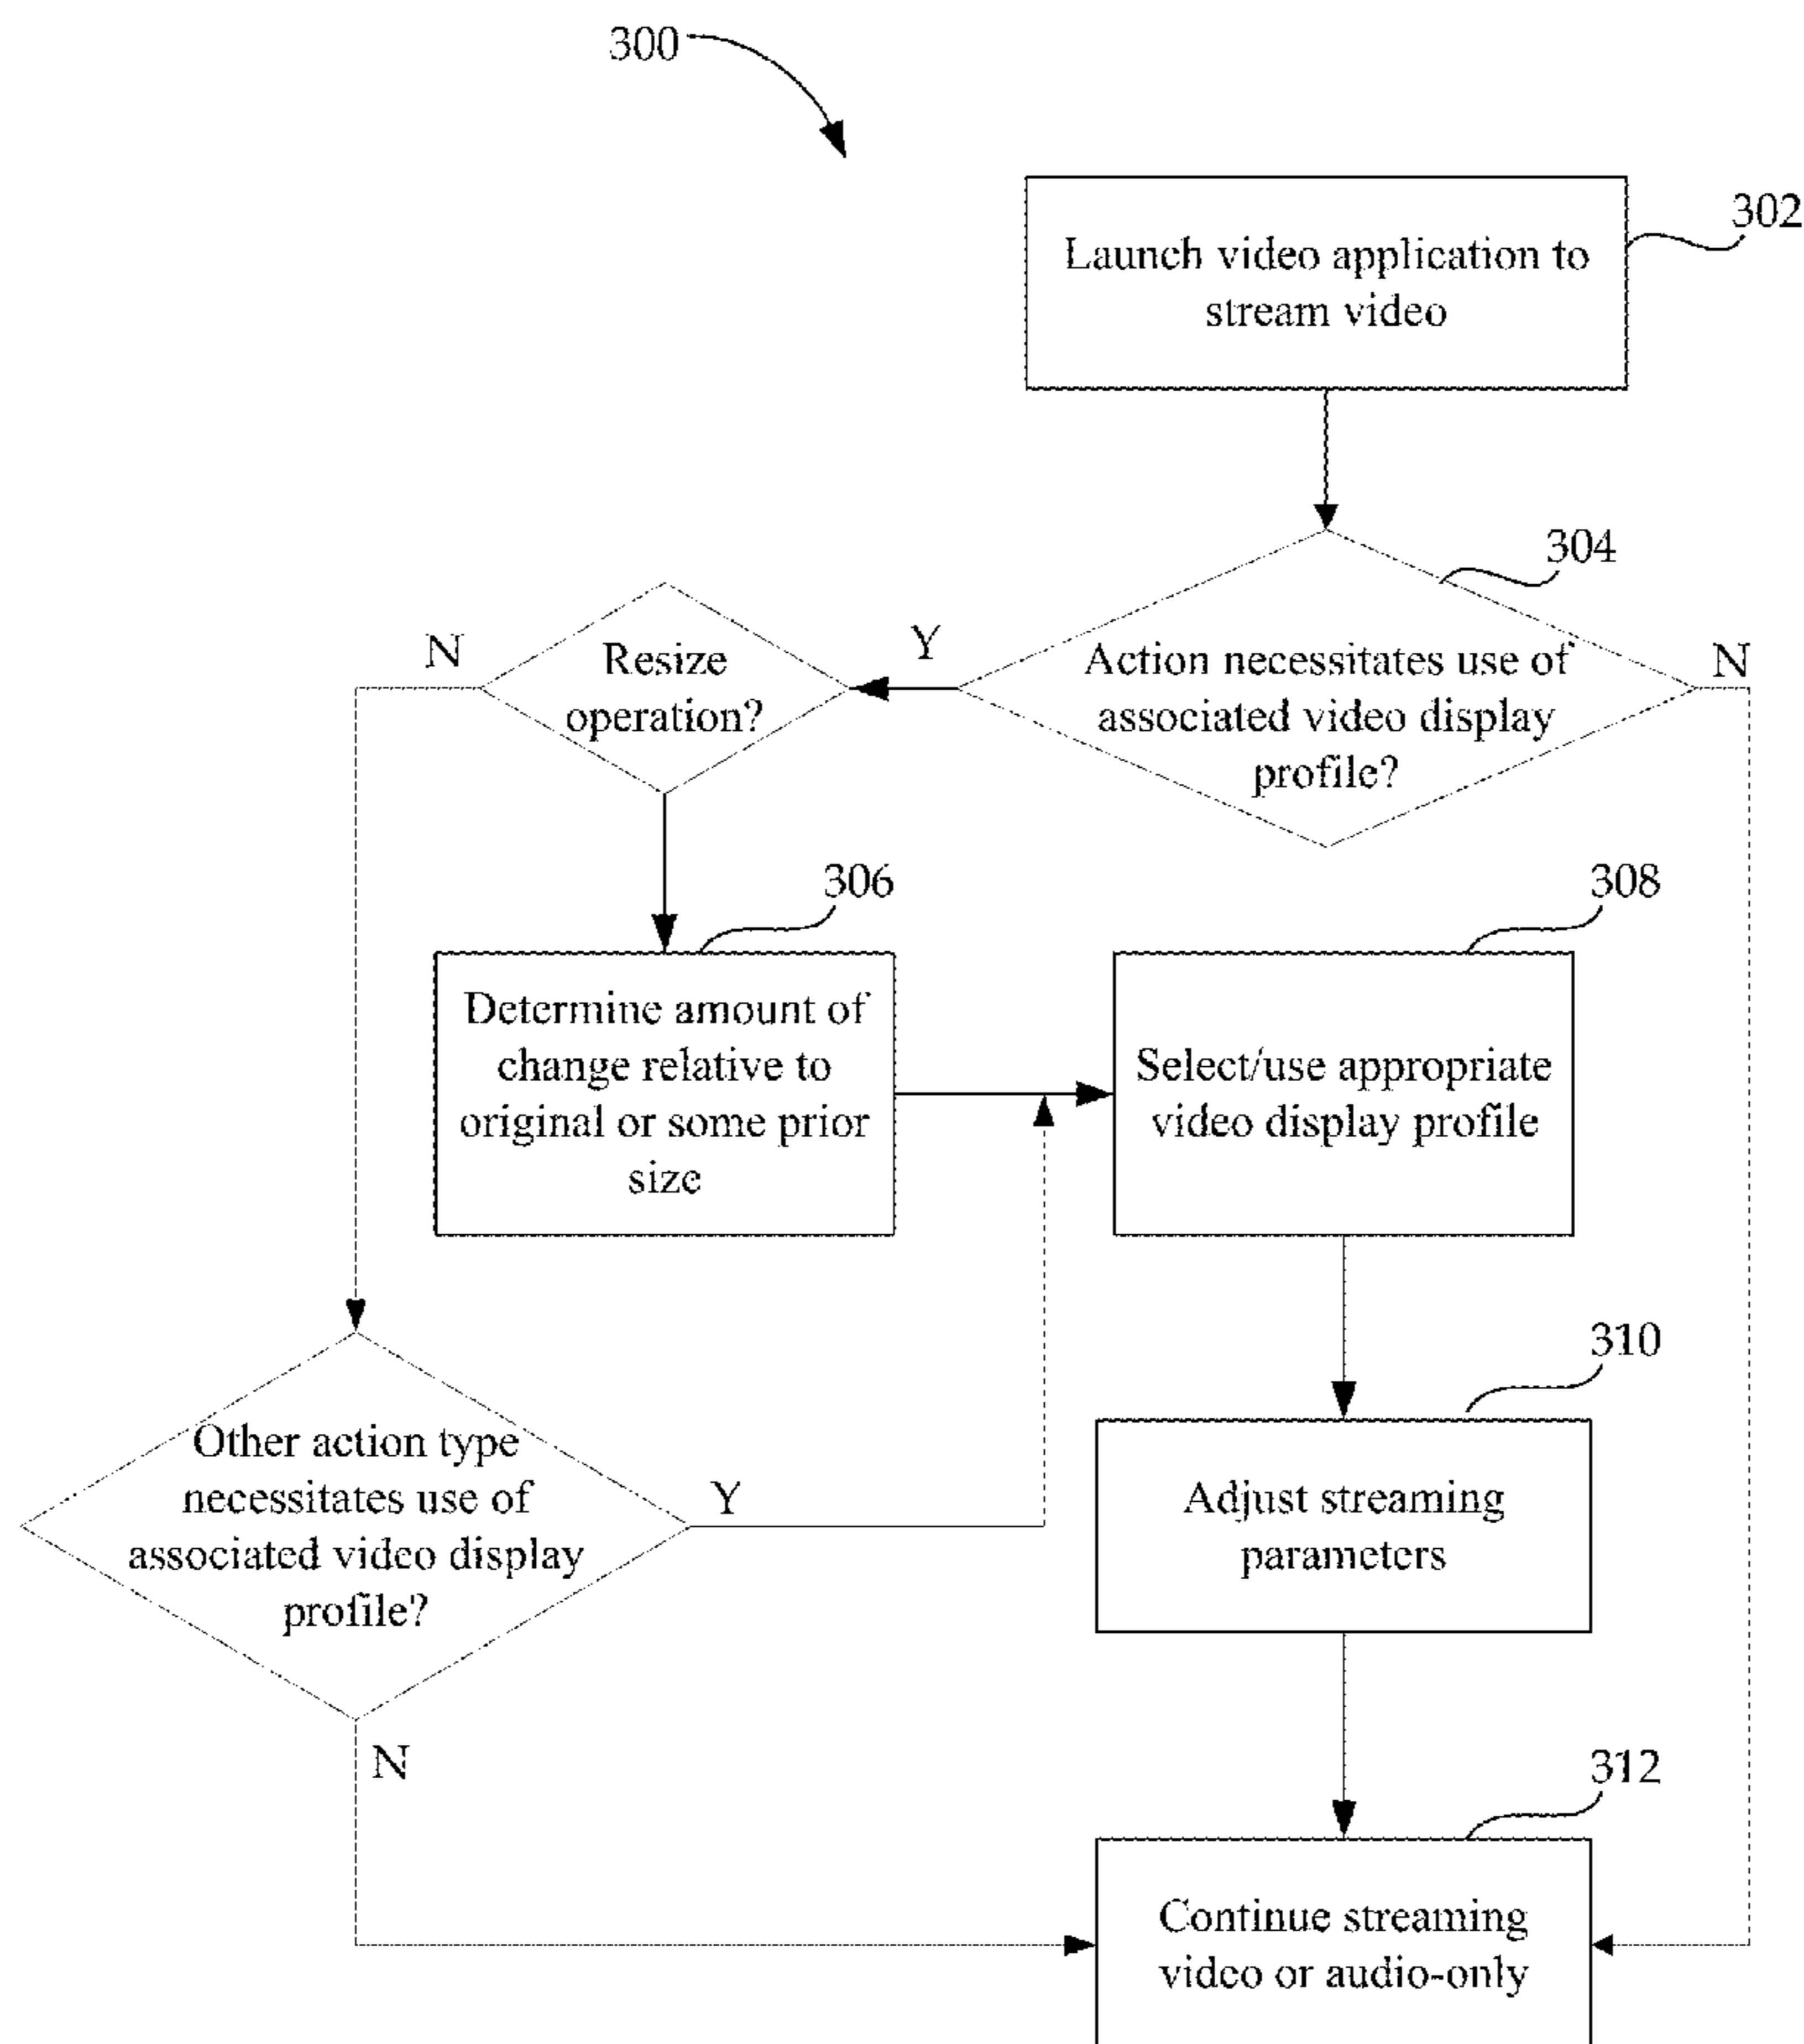 300
302
Launch video application to
stream video
304
N
Resize
operation?
Y
Action necessitates use of
associated video display
profile?
N
306
308
Determine amount of
change relative to
original or some prior
size
Select/use appropriate
video display profile
310
Other action type
necessitates use of
associated video display
profile?
Y
Adjust streaming
parameters
N
312
Continue streaming
video or audio-only